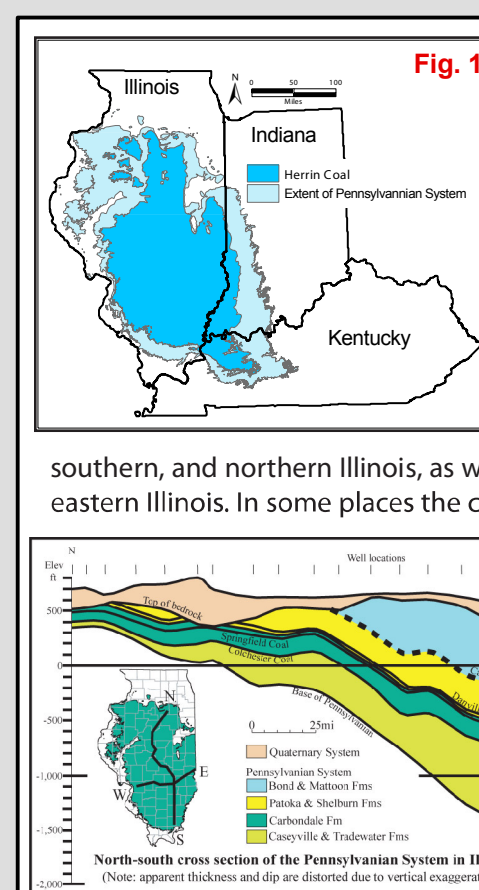 Fig. 1
Illinois
N
0 50 100
Miles
Indiana
Herrin Coal
Extent of Pennsylvannian System
Kentucky
southern, and northern Illinois, as w
eastern Illinois. In some places the c
N
Well locations
Elev
ft
500
0
-500
-1,000
-1,500
-2,000
Top of bedrock
Springfield Coal
Colchester Coal
Base of Pennsylvanian
Danvill
N
E
W
S
0 25mi
Quaternary System
Pennsylvanian System
Bond & Mattoon Fms
Patoka & Shelburn Fms
Carbondale Fm
Caseyville & Tradewater Fms
North-south cross section of the Pennsylvanian System in Il
(Note: apparent thickness and dip are distorted due to vertical exaggerat